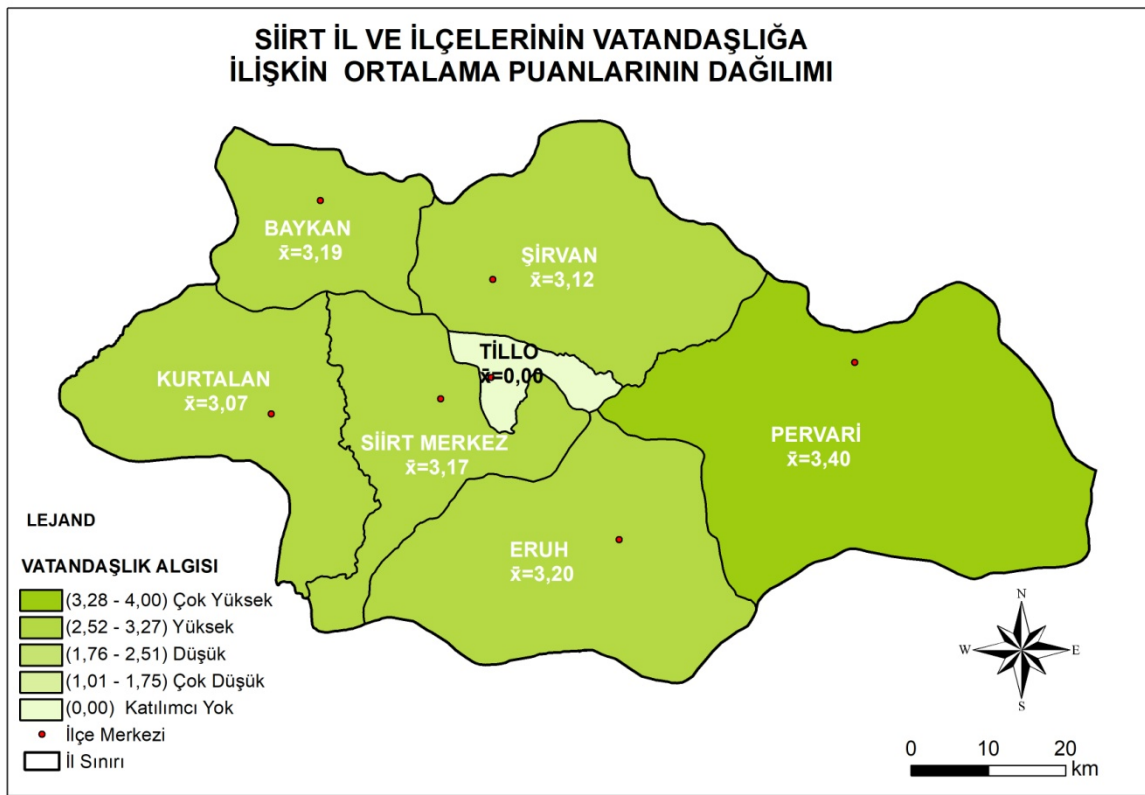 SİİRT İL VE İLÇELERİNİN VATANDAŞLIĞA
İLİŞKİN ORTALAMA PUANLARININ DAĞILIMI
BAYKAN
x̄=3,19
ŞİRVAN
x̄=3,12
TİLLO
x̄=0,00
KURTALAN
x̄=3,07
SİİRT MERKEZ
x̄=3,17
PERVARİ
x̄=3,40
ERUH
x̄=3,20
LEJAND
VATANDAŞLIK ALGISI
(3,28 - 4,00) Çok Yüksek
(2,52 - 3,27) Yüksek
(1,76 - 2,51) Düşük
(1,01 - 1,75) Çok Düşük
(0,00) Katılımcı Yok
İlçe Merkezi
İl Sınırı
N
W E
S
0 10 20
km